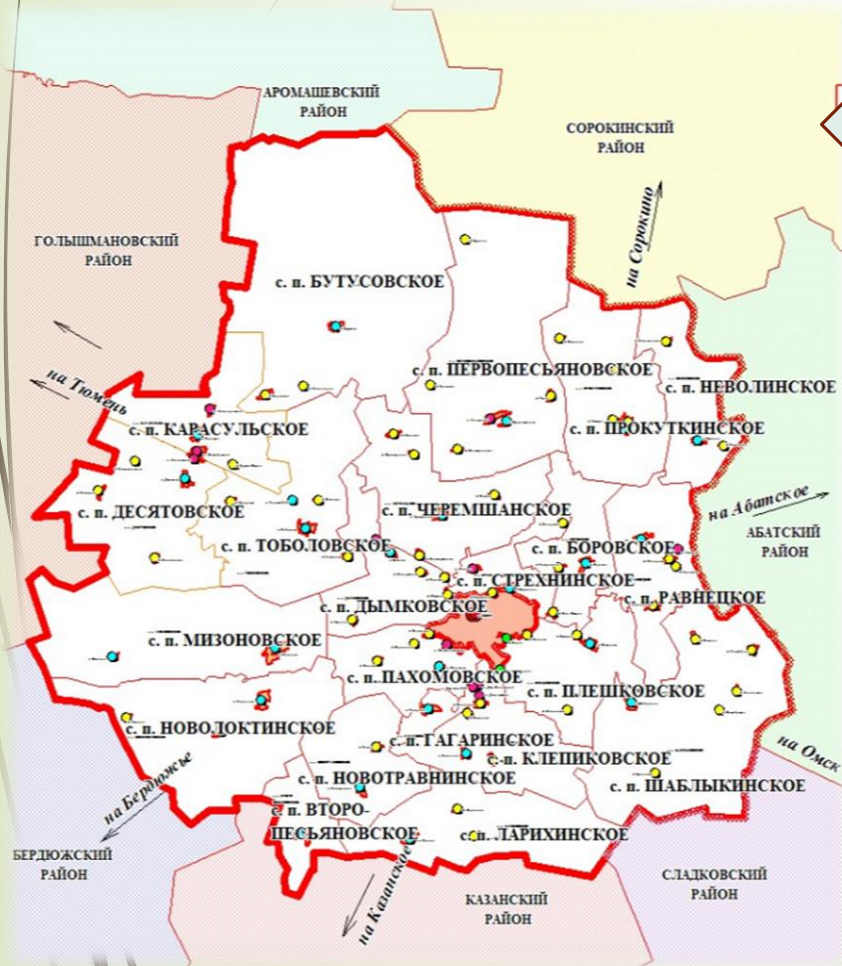 АРОМАШЕВСКИЙ
РАЙОН
СОРОКИНСКИЙ
РАЙОН
на Сорокино
ГОЛЫШМАНОВСКИЙ
РАЙОН
с. п. БУТУСОВСКОЕ
с. п. ПЕРВОПЕСЬЯНОВСКОЕ
с. п. НЕВОЛИНСКОЕ
на Тюмень
с. п. КАРАСУЛЬСКОЕ
с. п. ПРОКУТКИНСКОЕ
с. п. ДЕСЯТОВСКОЕ
с. п. ЧЕРЕМШАНСКОЕ
на Абатское
АБАТСКИЙ
РАЙОН
с. п. ТОБОЛОВСКОЕ
с. п. БОРОВСКОЕ
с. п. СТРЕХНИНСКОЕ
с. п. РАВНЕЦКОЕ
с. п. ДЫМКОВСКОЕ
с. п. МИЗОНОВСКОЕ
с. п. ПАХОМОВСКОЕ
с. п. ПЛЕШКОВСКОЕ
с. п. НОВОЛОКТИНСКОЕ
с. п. ГАГАРИНСКОЕ
на Омск
с. п. КЛЕПИКОВСКОЕ
с. п. НОВОТРАВНИНСКОЕ
с. п. ШАБЛЫКИНСКОЕ
на Бердюжье
с. п. ВТОРО-
ПЕСЬЯНОВСКОЕ
с. п. ЛАРИХИНСКОЕ
БЕРДЮЖСКИЙ
РАЙОН
на Казанское
КАЗАНСКИЙ
РАЙОН
СЛАДКОВСКИЙ
РАЙОН